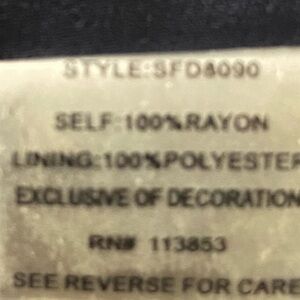 STYLE:SFD8090
SELF:100%RAYON
LINING:100%POLYESTER
EXCLUSIVE OF DECORATION
RN# 113853
SEE REVERSE FOR CARE